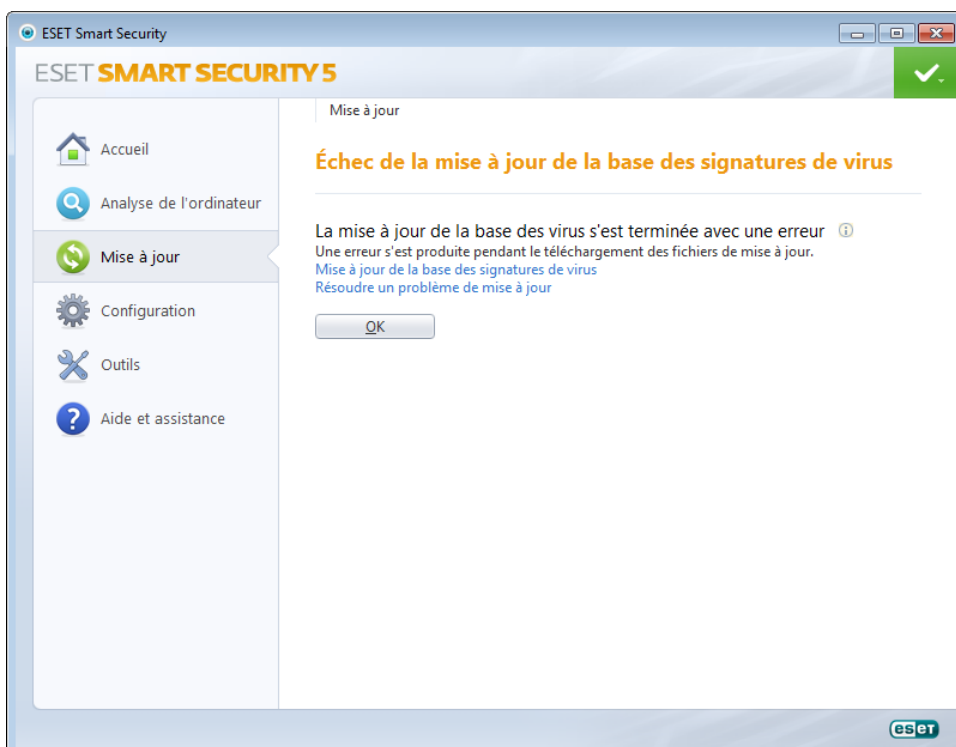 ESET Smart Security
ESET SMART SECURITY 5
Accueil
Analyse de l'ordinateur
Mise à jour
Configuration
Outils
Aide et assistance
Mise à jour
Échec de la mise à jour de la base des signatures de virus
La mise à jour de la base des virus s'est terminée avec une erreur
Une erreur s'est produite pendant le téléchargement des fichiers de mise à jour.
Mise à jour de la base des signatures de virus
Résoudre un problème de mise à jour
OK
eset